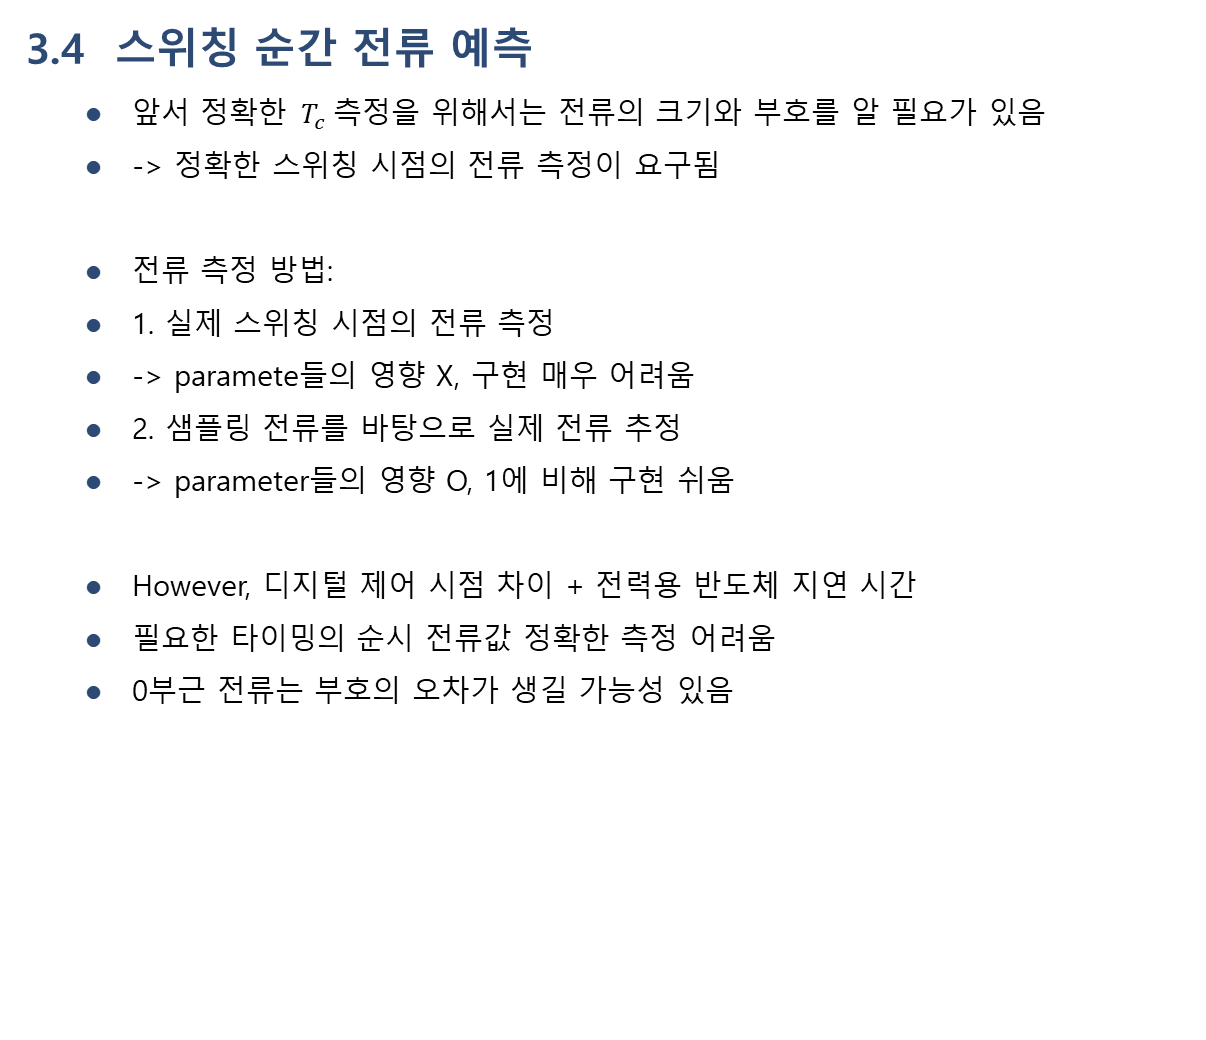 3.4 스위칭 순간 전류 예측
● 앞서 정확한 T_c 측정을 위해서는 전류의 크기와 부호를 알 필요가 있음
● -> 정확한 스위칭 시점의 전류 측정이 요구됨
● 전류 측정 방법:
● 1. 실제 스위칭 시점의 전류 측정
● -> paramete들의 영향 X, 구현 매우 어려움
● 2. 샘플링 전류를 바탕으로 실제 전류 추정
● -> parameter들의 영향 O, 1에 비해 구현 쉬움
● However, 디지털 제어 시점 차이 + 전력용 반도체 지연 시간
● 필요한 타이밍의 순시 전류값 정확한 측정 어려움
● 0부근 전류는 부호의 오차가 생길 가능성 있음